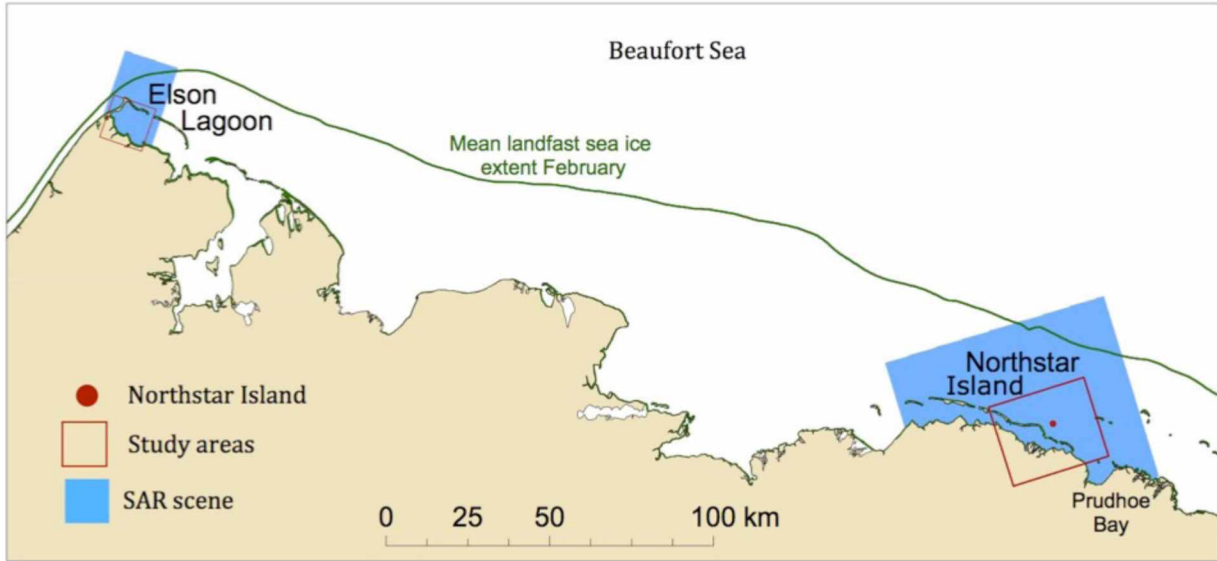 Beaufort Sea
Elson
Lagoon
Mean landfast sea ice
extent February
Northstar
Island
Northstar Island
Study areas
SAR scene
0 25 50 100 km
Prudhoe
Bay